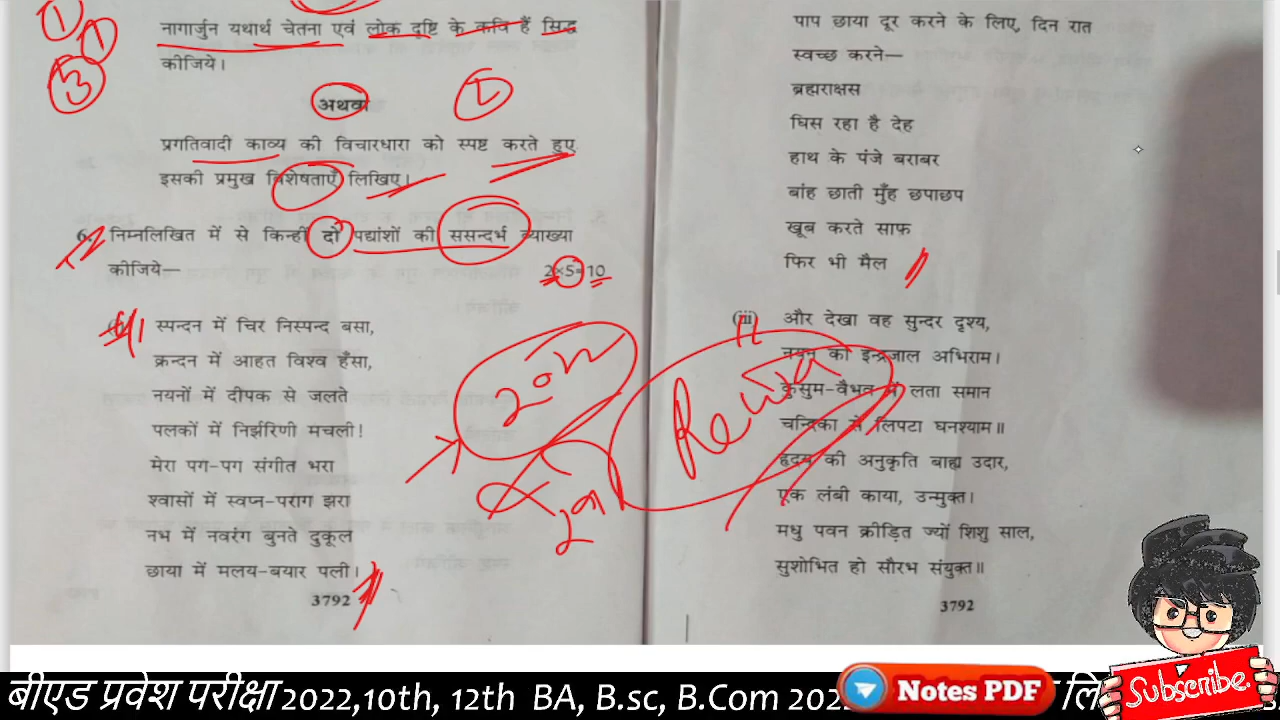 नागार्जुन यथार्थ चेतना एवं लोक दृष्टि के कवि हैं सिद्ध
कीजिये।
अथवा
प्रगतिवादी काव्य की विचारधारा को स्पष्ट करते हुए
इसकी प्रमुख विशेषताएँ लिखिए।
6. निम्नलिखित में से किन्हीं दो पद्यांशों की ससन्दर्भ व्याख्या
कीजिये—
2×5=10
स्पन्दन में चिर निस्पन्द बसा,
क्रन्दन में आहत विश्व हँसा,
नयनों में दीपक से जलते
पलकों में निर्झरिणी मचली!
मेरा पग-पग संगीत भरा
श्वासों में स्वप्न-पराग झरा
नभ में नवरंग बुनते दुकूल
छाया में मलय-बयार पली।
3792
पाप छाया दूर करने के लिए, दिन रात
स्वच्छ करने—
ब्रह्मराक्षस
घिस रहा है देह
हाथ के पंजे बराबर
बांह छाती मुँह छपाछप
खूब करते साफ
फिर भी मैल
(iii) और देखा वह सुन्दर दृश्य,
नयन का इन्द्रजाल अभिराम।
कुसुम-वैभव में लता समान
चन्द्रिका से लिपटा घनश्याम॥
हृदय की अनुकृति बाह्य उदार,
एक लंबी काया, उन्मुक्त।
मधु पवन क्रीड़ित ज्यों शिशु साल,
सुशोभित हो सौरभ संयुक्त॥
3792
बीएड प्रवेश परीक्षा 2022,10th, 12th BA, B.sc, B.Com 202
Notes PDF
Subscribe